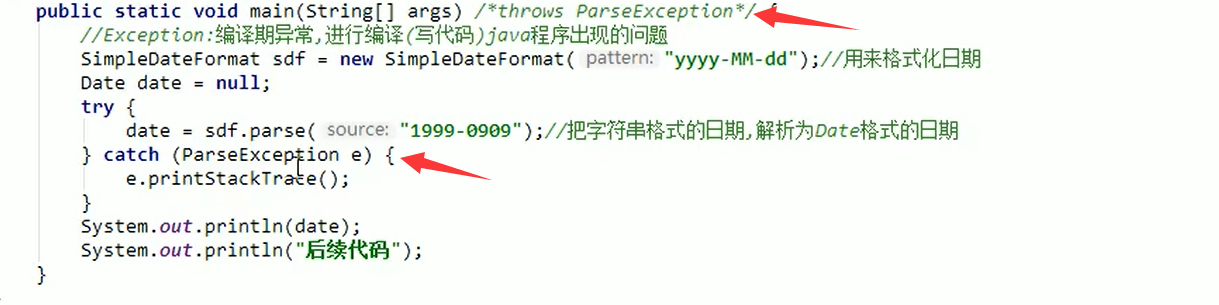 public static void main(String[] args) /*throws ParseException*/ {
//Exception:编译期异常,进行编译(写代码)java程序出现的问题
SimpleDateFormat sdf = new SimpleDateFormat( pattern: "yyyy-MM-dd");//用来格式化日期
Date date = null;
try {
date = sdf.parse( source: "1999-0909");//把字符串格式的日期,解析为Date格式的日期
} catch (ParseException e) {
e.printStackTrace();
}
System.out.println(date);
System.out.println("后续代码");
}